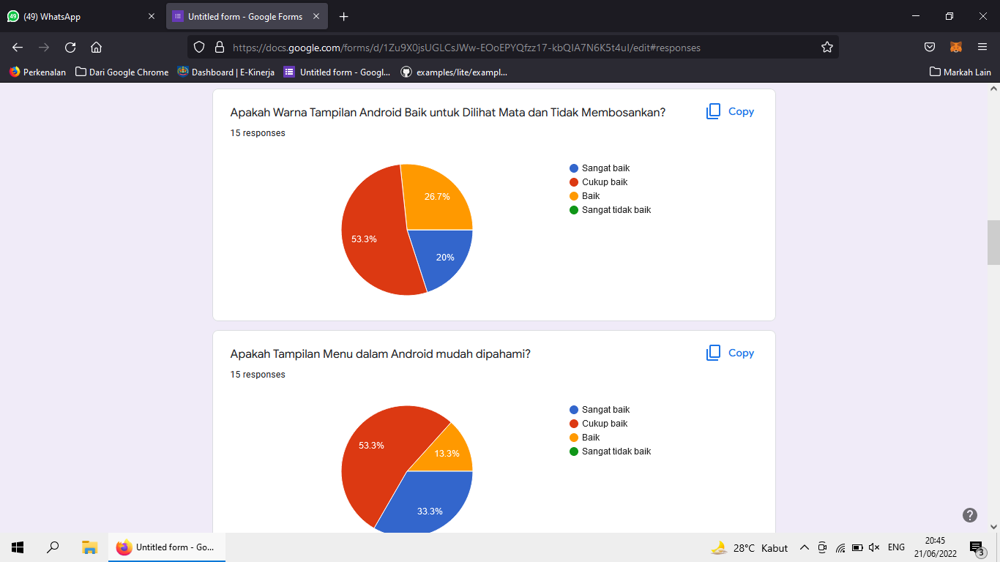 49 (49) WhatsApp
Untitled form - Google Forms
https://docs.google.com/forms/d/1Zu9X0jsUGLCsJWw-EOoEPYQfzz17-kbQIA7N6K5t4uI/edit#responses
Perkenalan Dari Google Chrome Dashboard | E-Kinerja Untitled form - Googl... examples/lite/exampl... Markah Lain
Apakah Warna Tampilan Android Baik untuk Dilihat Mata dan Tidak Membosankan?
Copy
15 responses
26.7%
53.3%
20%
Sangat baik
Cukup baik
Baik
Sangat tidak baik
Apakah Tampilan Menu dalam Android mudah dipahami?
Copy
15 responses
53.3%
13.3%
33.3%
Sangat baik
Cukup baik
Baik
Sangat tidak baik
?
Untitled form - Go...
28°C Kabut
ENG
20:45
21/06/2022
3